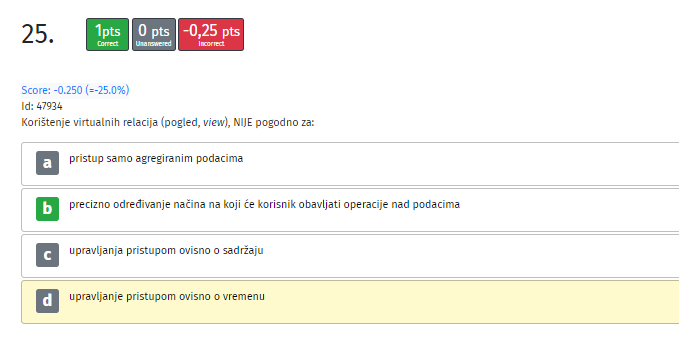 25.
1pts
Correct
0 pts
Unanswered
-0,25 pts
Incorrect
Score: -0.250 (=-25.0%)
Id: 47934
Korištenje virtualnih relacija (pogled, view), NIJE pogodno za:
a pristup samo agregiranim podacima
b precizno određivanje načina na koji će korisnik obavljati operacije nad podacima
c upravljanja pristupom ovisno o sadržaju
d upravljanje pristupom ovisno o vremenu